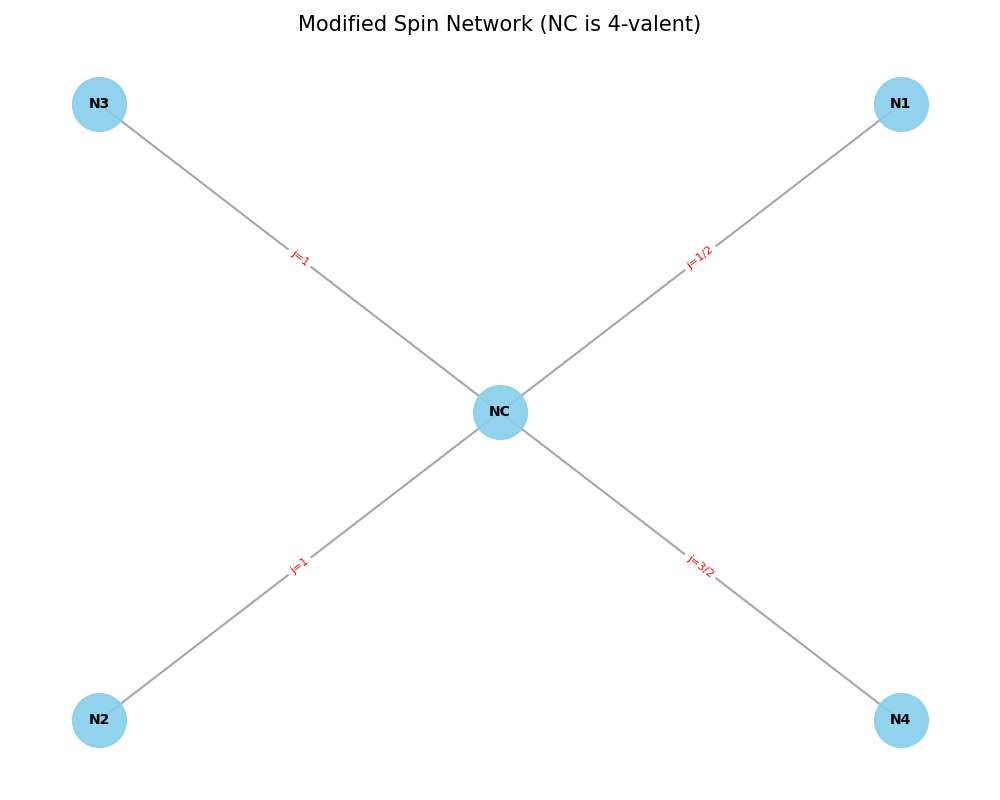 Modified Spin Network (NC is 4-valent)
N3
N1
j=1
j=1/2
NC
j=1
j=3/2
N2
N4